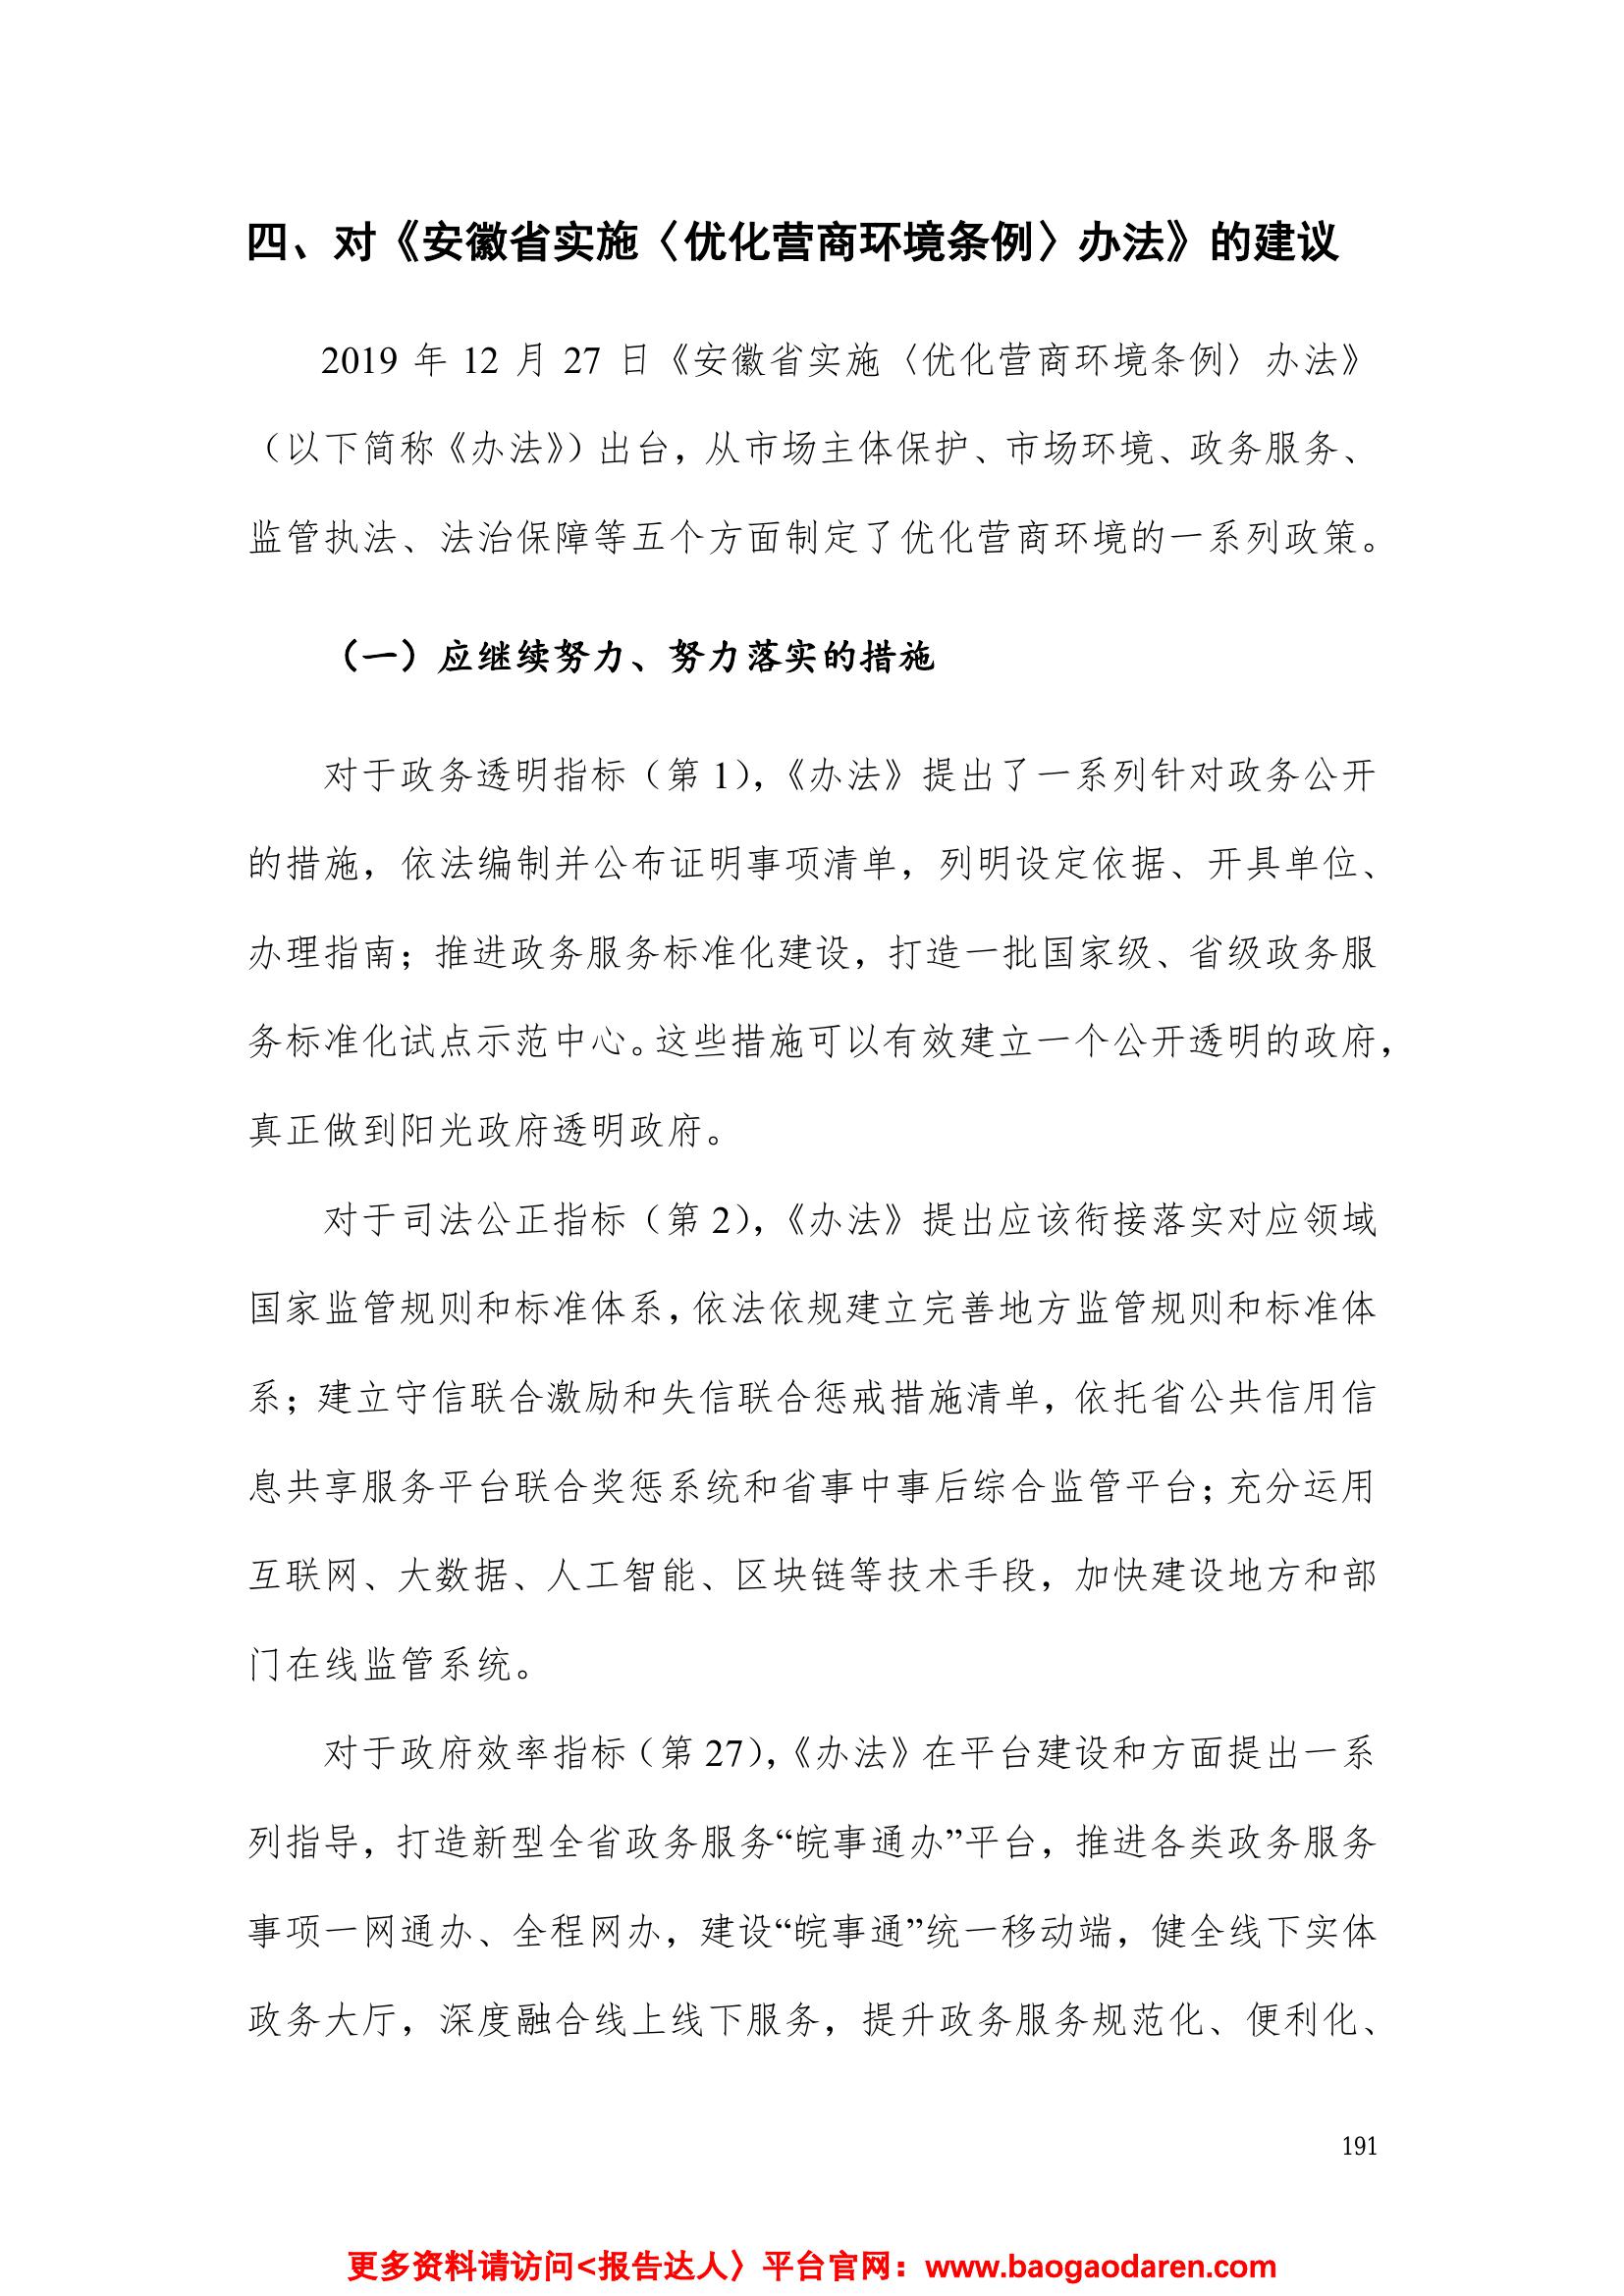 四、对《安徽省实施〈优化营商环境条例〉办法》的建议
2019 年 12 月 27 日《安徽省实施〈优化营商环境条例〉办法》
（以下简称《办法》）出台，从市场主体保护、市场环境、政务服务、
监管执法、法治保障等五个方面制定了优化营商环境的一系列政策。
（一）应继续努力、努力落实的措施
对于政务透明指标（第 1），《办法》提出了一系列针对政务公开
的措施，依法编制并公布证明事项清单，列明设定依据、开具单位、
办理指南；推进政务服务标准化建设，打造一批国家级、省级政务服
务标准化试点示范中心。这些措施可以有效建立一个公开透明的政府，
真正做到阳光政府透明政府。
对于司法公正指标（第 2），《办法》提出应该衔接落实对应领域
国家监管规则和标准体系，依法依规建立完善地方监管规则和标准体
系；建立守信联合激励和失信联合惩戒措施清单，依托省公共信用信
息共享服务平台联合奖惩系统和省事中事后综合监管平台；充分运用
互联网、大数据、人工智能、区块链等技术手段，加快建设地方和部
门在线监管系统。
对于政府效率指标（第 27），《办法》在平台建设和方面提出一系
列指导，打造新型全省政务服务“皖事通办”平台，推进各类政务服务
事项一网通办、全程网办，建设“皖事通”统一移动端，健全线下实体
政务大厅，深度融合线上线下服务，提升政务服务规范化、便利化、
191
更多资料请访问<报告达人〉平台官网：www.baogaodaren.com